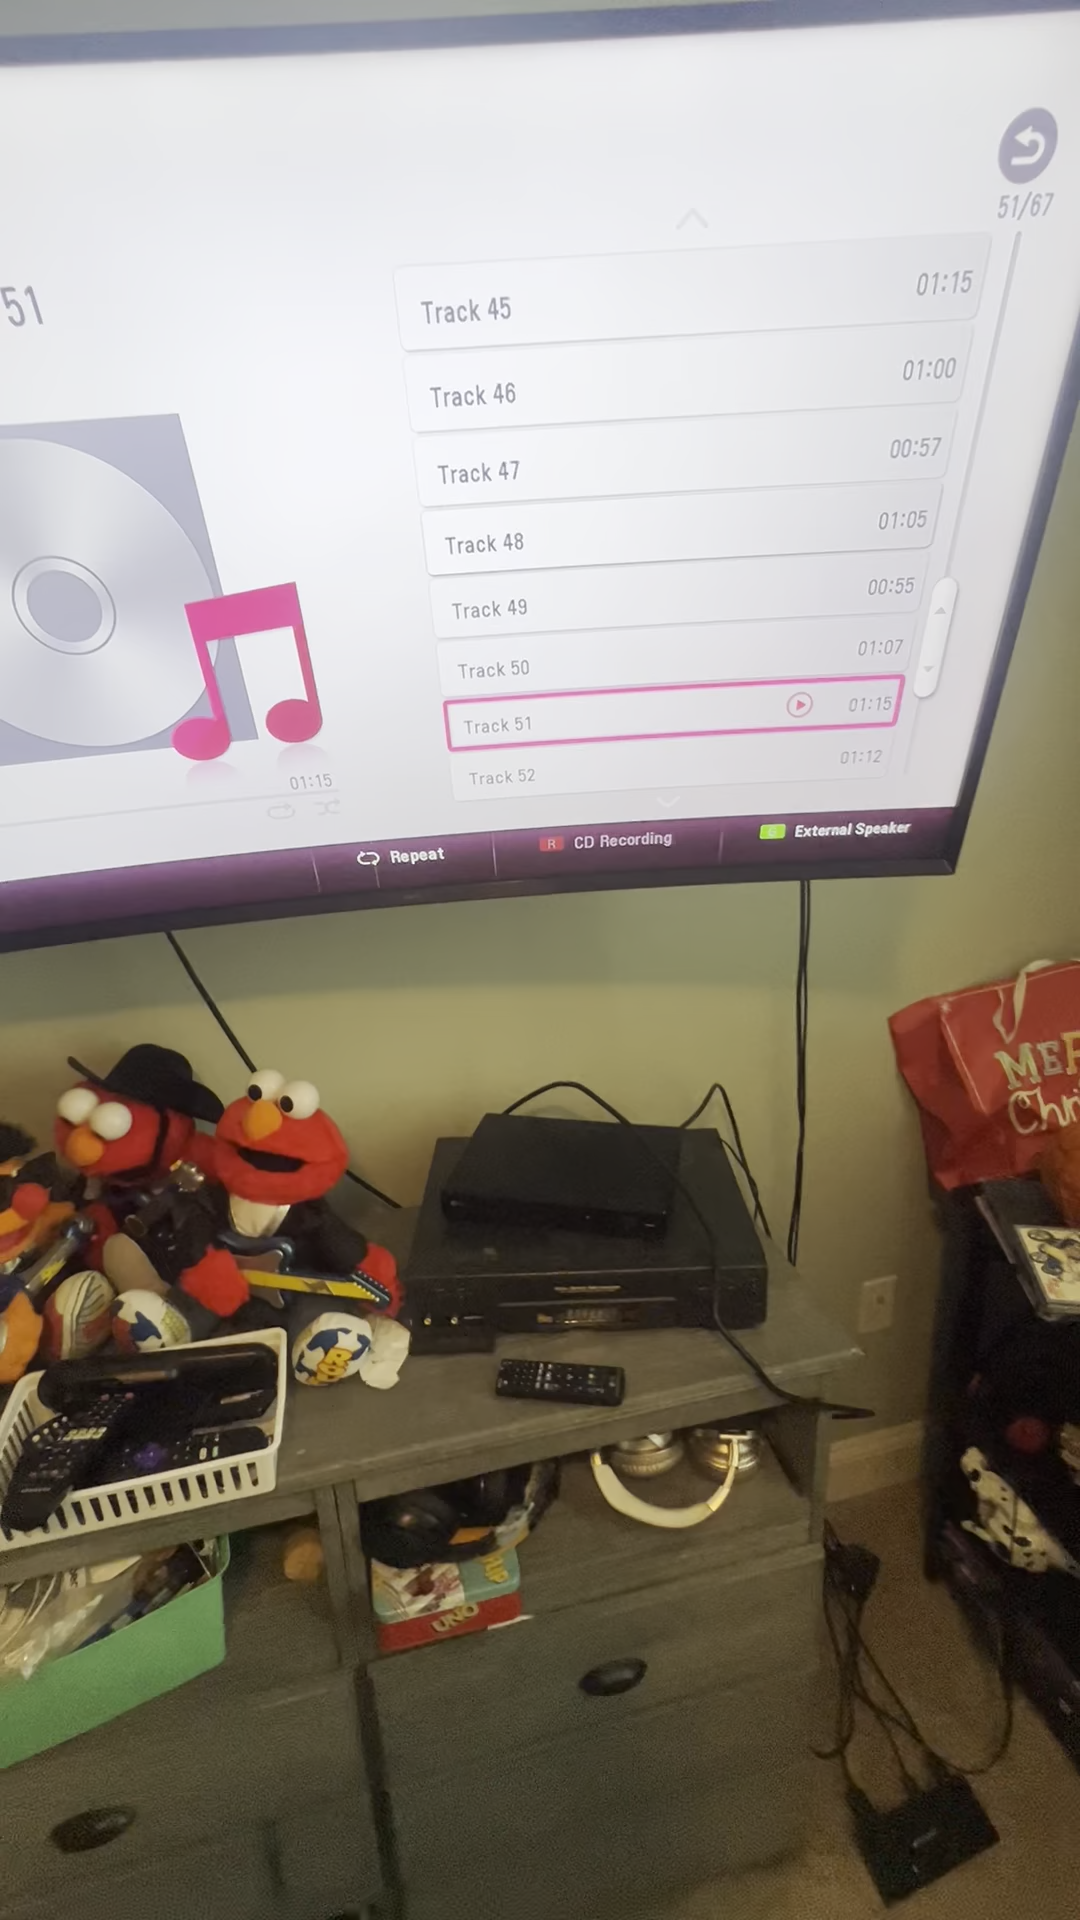 51/67
51
Track 45 01:15
Track 46 01:00
Track 47 00:57
Track 48 01:05
Track 49 00:55
Track 50 01:07
Track 51 01:15
Track 52 01:12
01:15
Repeat
R CD Recording
G External Speaker
MER
Chri
UNO